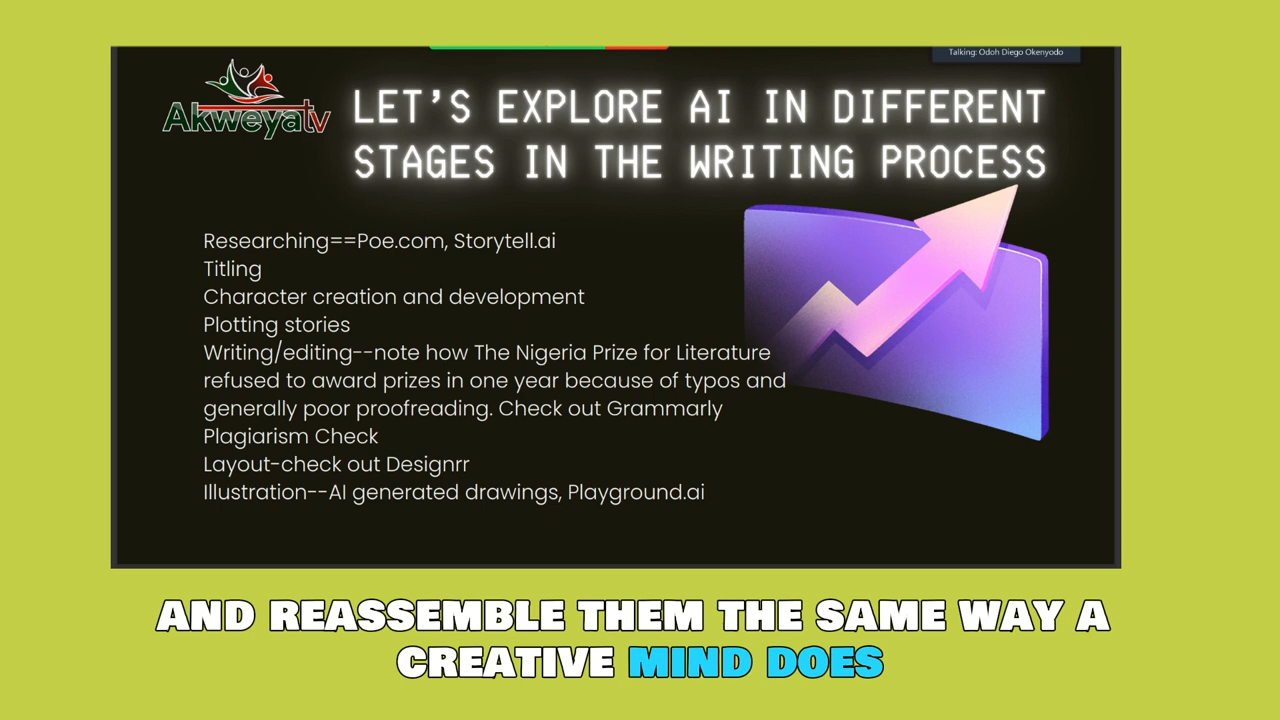 Talking: Odoh Diego Okenyodo
Akweyatv
LET'S EXPLORE AI IN DIFFERENT
STAGES IN THE WRITING PROCESS
Researching==Poe.com, Storytell.ai
Titling
Character creation and development
Plotting stories
Writing/editing--note how The Nigeria Prize for Literature
refused to award prizes in one year because of typos and
generally poor proofreading. Check out Grammarly
Plagiarism Check
Layout-check out Designrr
Illustration--AI generated drawings, Playground.ai
AND REASSEMBLE THEM THE SAME WAY A
CREATIVE MIND DOES